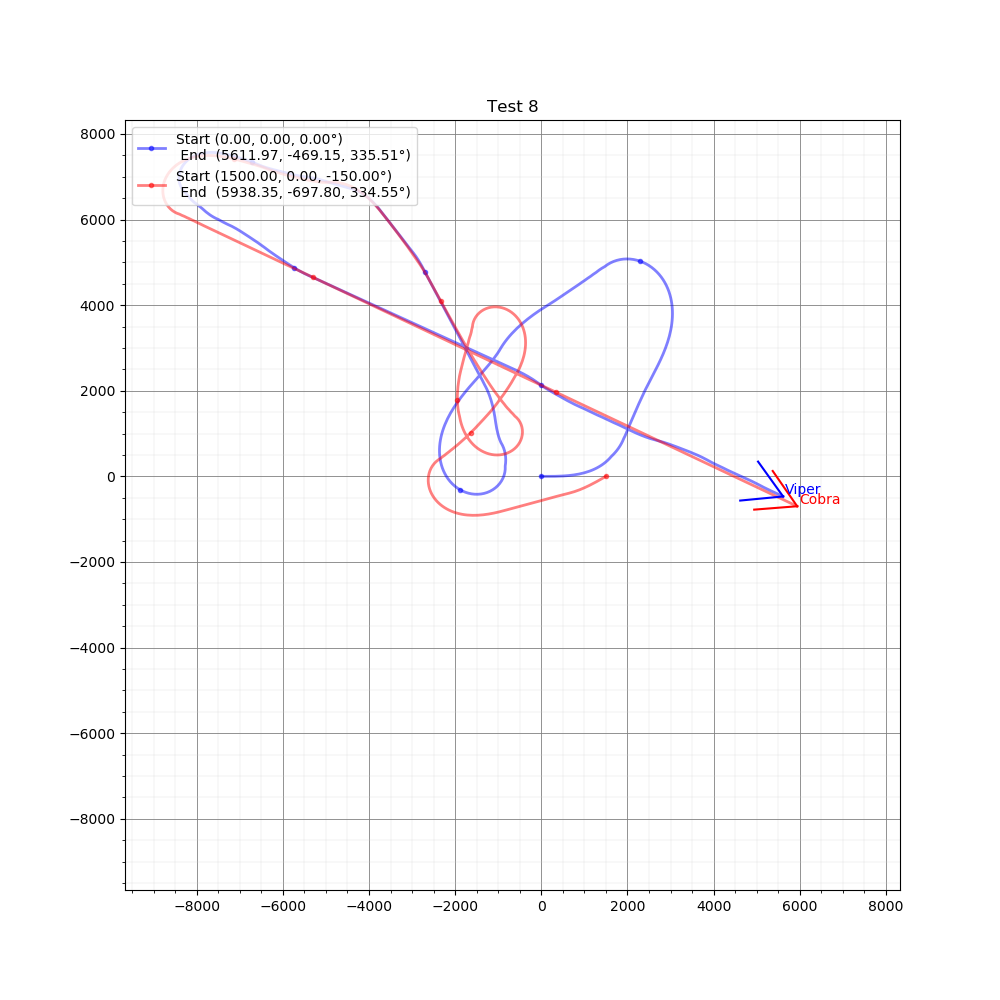 Test 8
Start (0.00, 0.00, 0.00°)
End (5611.97, -469.15, 335.51°)
Start (1500.00, 0.00, -150.00°)
End (5938.35, -697.80, 334.55°)
8000
6000
4000
2000
0
−2000
−4000
−6000
−8000
Viper
Cobra
−8000 −6000 −4000 −2000 0 2000 4000 6000 8000